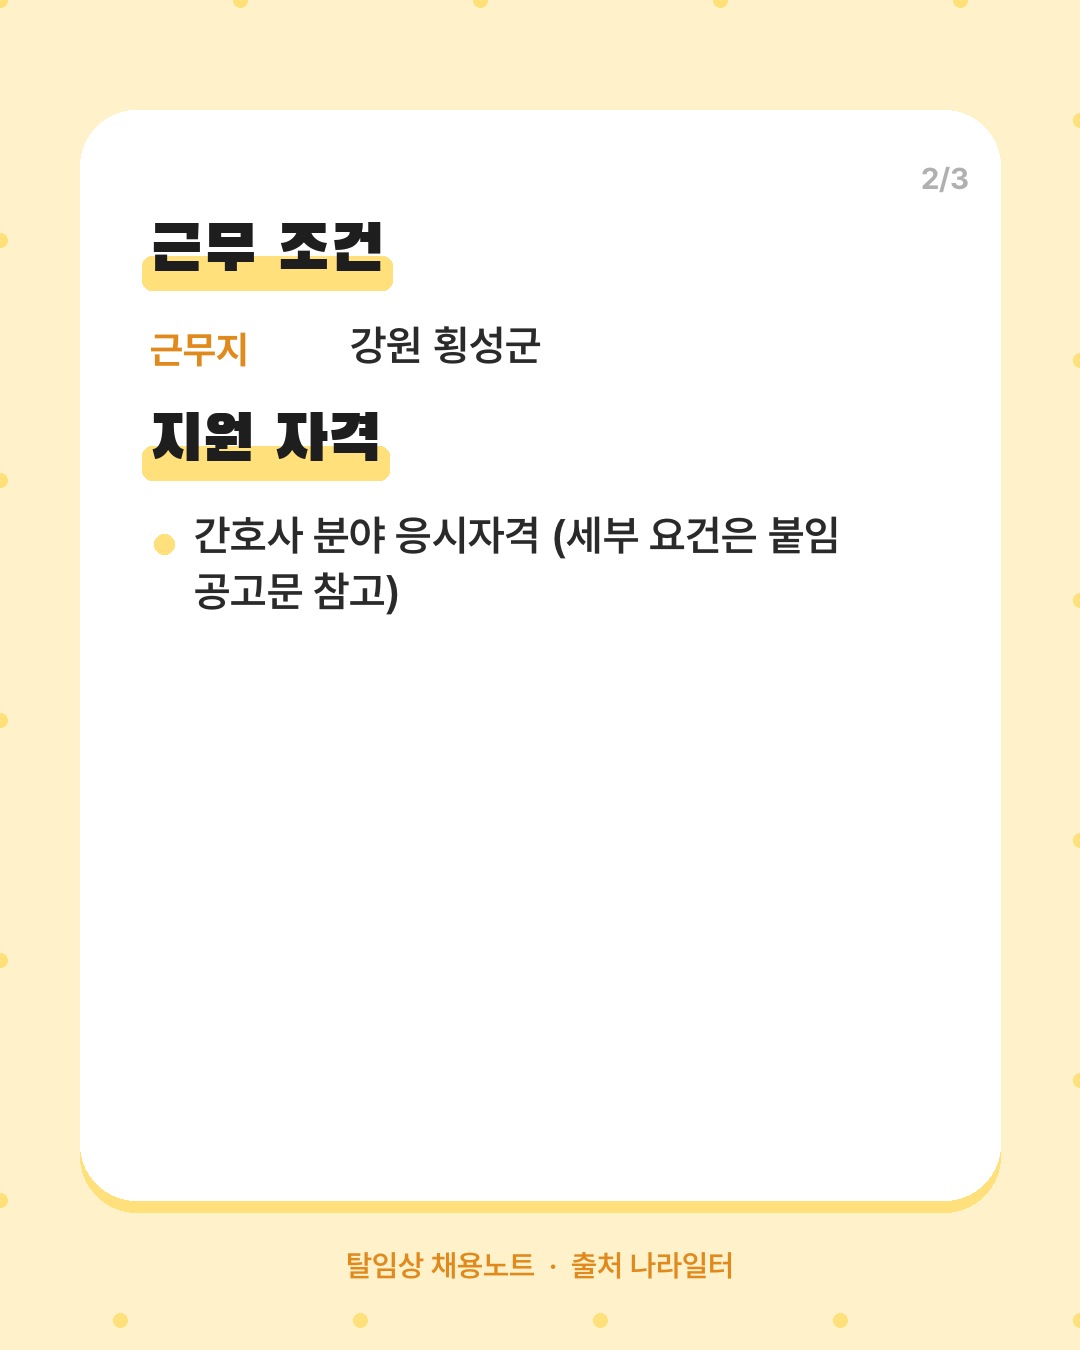 2/3
근무 조건
근무지 강원 횡성군
지원 자격
간호사 분야 응시자격 (세부 요건은 붙임
공고문 참고)
탈임상 채용노트 · 출처 나라일터